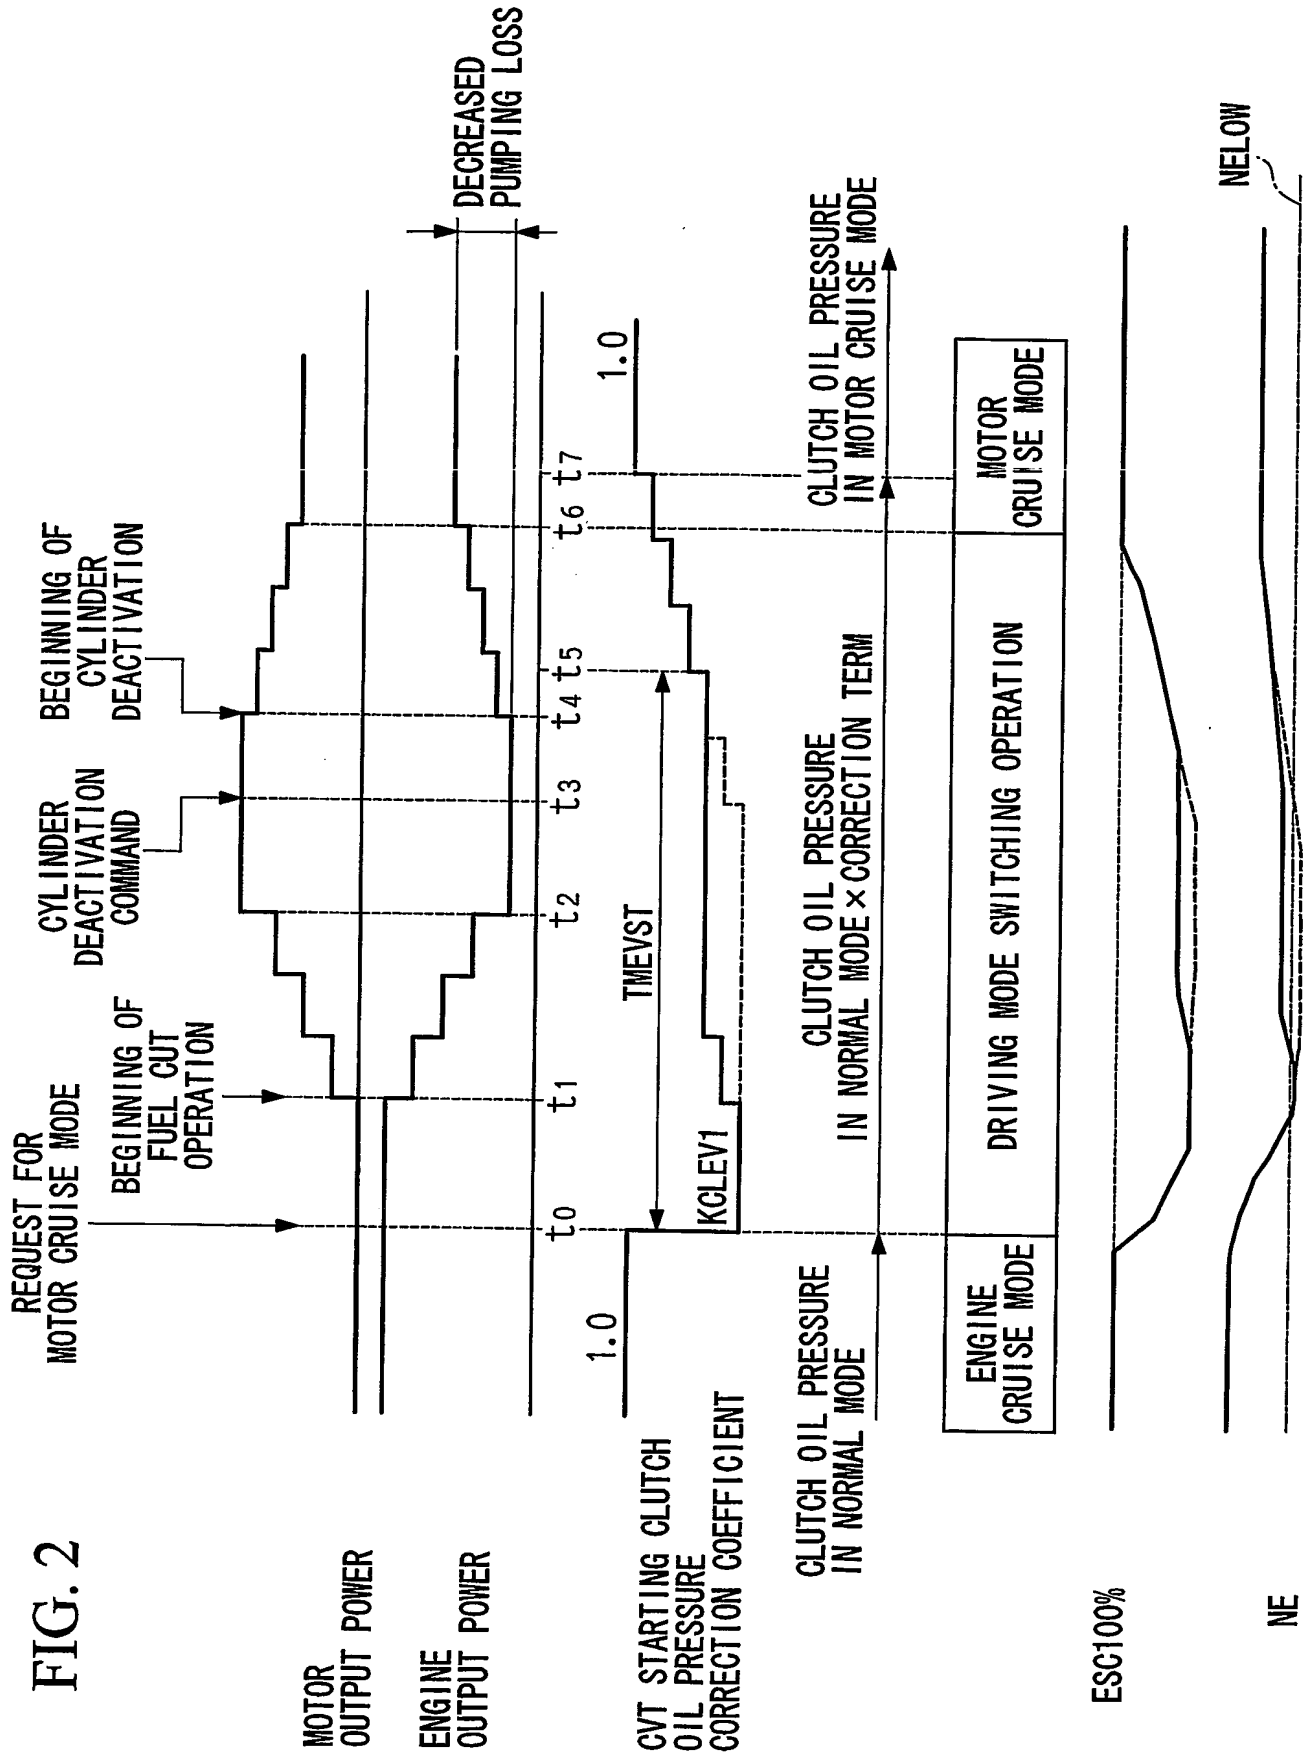 FIG. 2
REQUEST FOR
MOTOR CRUISE MODE
BEGINNING OF
FUEL CUT
OPERATION
CYLINDER
DEACTIVATION
COMMAND
BEGINNING OF
CYLINDER
DEACTIVATION
MOTOR
OUTPUT POWER
ENGINE
OUTPUT POWER
DECREASED
PUMPING LOSS
t0
t1
t2
t3
t4
t5
t6
t7
CVT STARTING CLUTCH
OIL PRESSURE
CORRECTION COEFFICIENT
1.0
KCLEV1
TMEVST
1.0
CLUTCH OIL PRESSURE
IN NORMAL MODE
CLUTCH OIL PRESSURE
IN NORMAL MODE×CORRECTION TERM
CLUTCH OIL PRESSURE
IN MOTOR CRUISE MODE
ENGINE
CRUISE MODE
DRIVING MODE SWITCHING OPERATION
MOTOR
CRUISE MODE
ESC100%
NE
NELOW